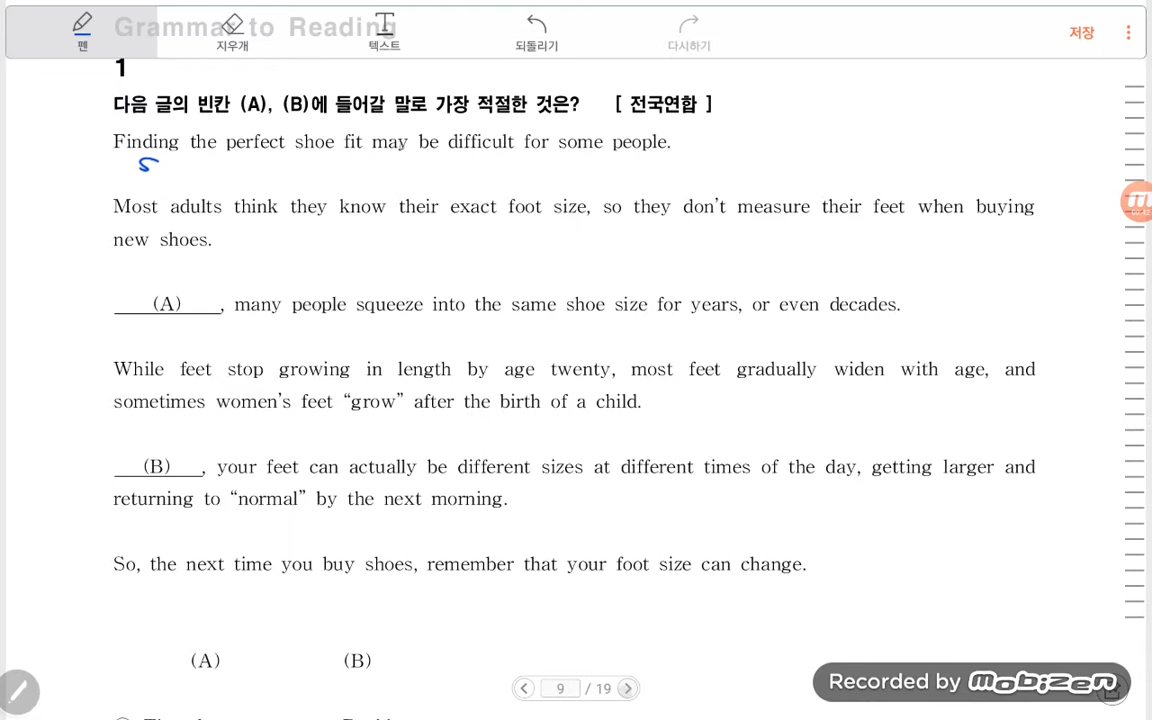 Grammar to Reading
펜
지우개
텍스트
되돌리기
다시하기
저장
1
다음 글의 빈칸 (A), (B)에 들어갈 말로 가장 적절한 것은? [ 전국연합 ]
Finding the perfect shoe fit may be difficult for some people.
S
Most adults think they know their exact foot size, so they don't measure their feet when buying
new shoes.
(A) , many people squeeze into the same shoe size for years, or even decades.
While feet stop growing in length by age twenty, most feet gradually widen with age, and
sometimes women's feet “grow” after the birth of a child.
(B) , your feet can actually be different sizes at different times of the day, getting larger and
returning to “normal” by the next morning.
So, the next time you buy shoes, remember that your foot size can change.
(A) (B)
9 / 19
Recorded by mobizen